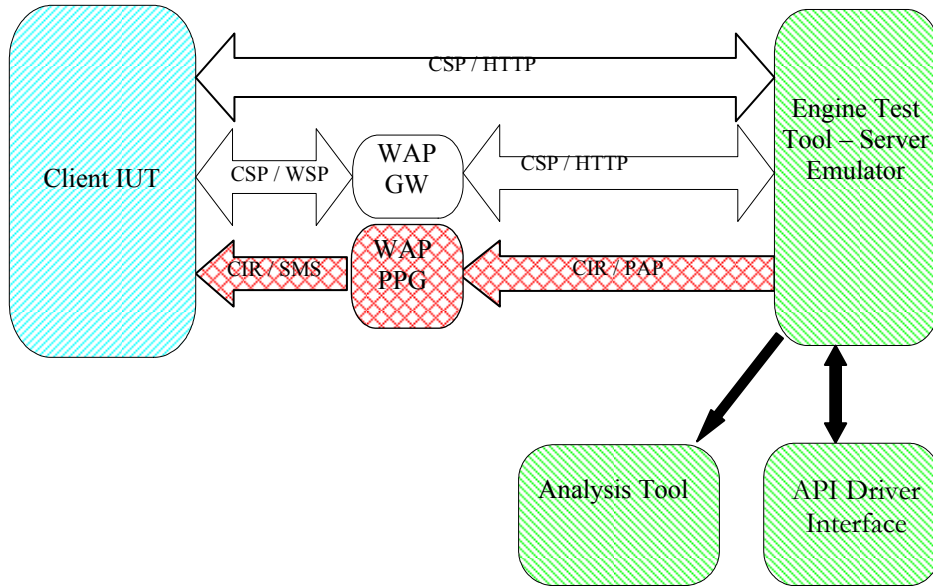 CSP / HTTP
Engine Test
Tool – Server
Emulator
Client IUT
CSP / WSP
WAP
GW
CSP / HTTP
CIR / SMS
WAP
PPG
CIR / PAP
Analysis Tool
API Driver
Interface